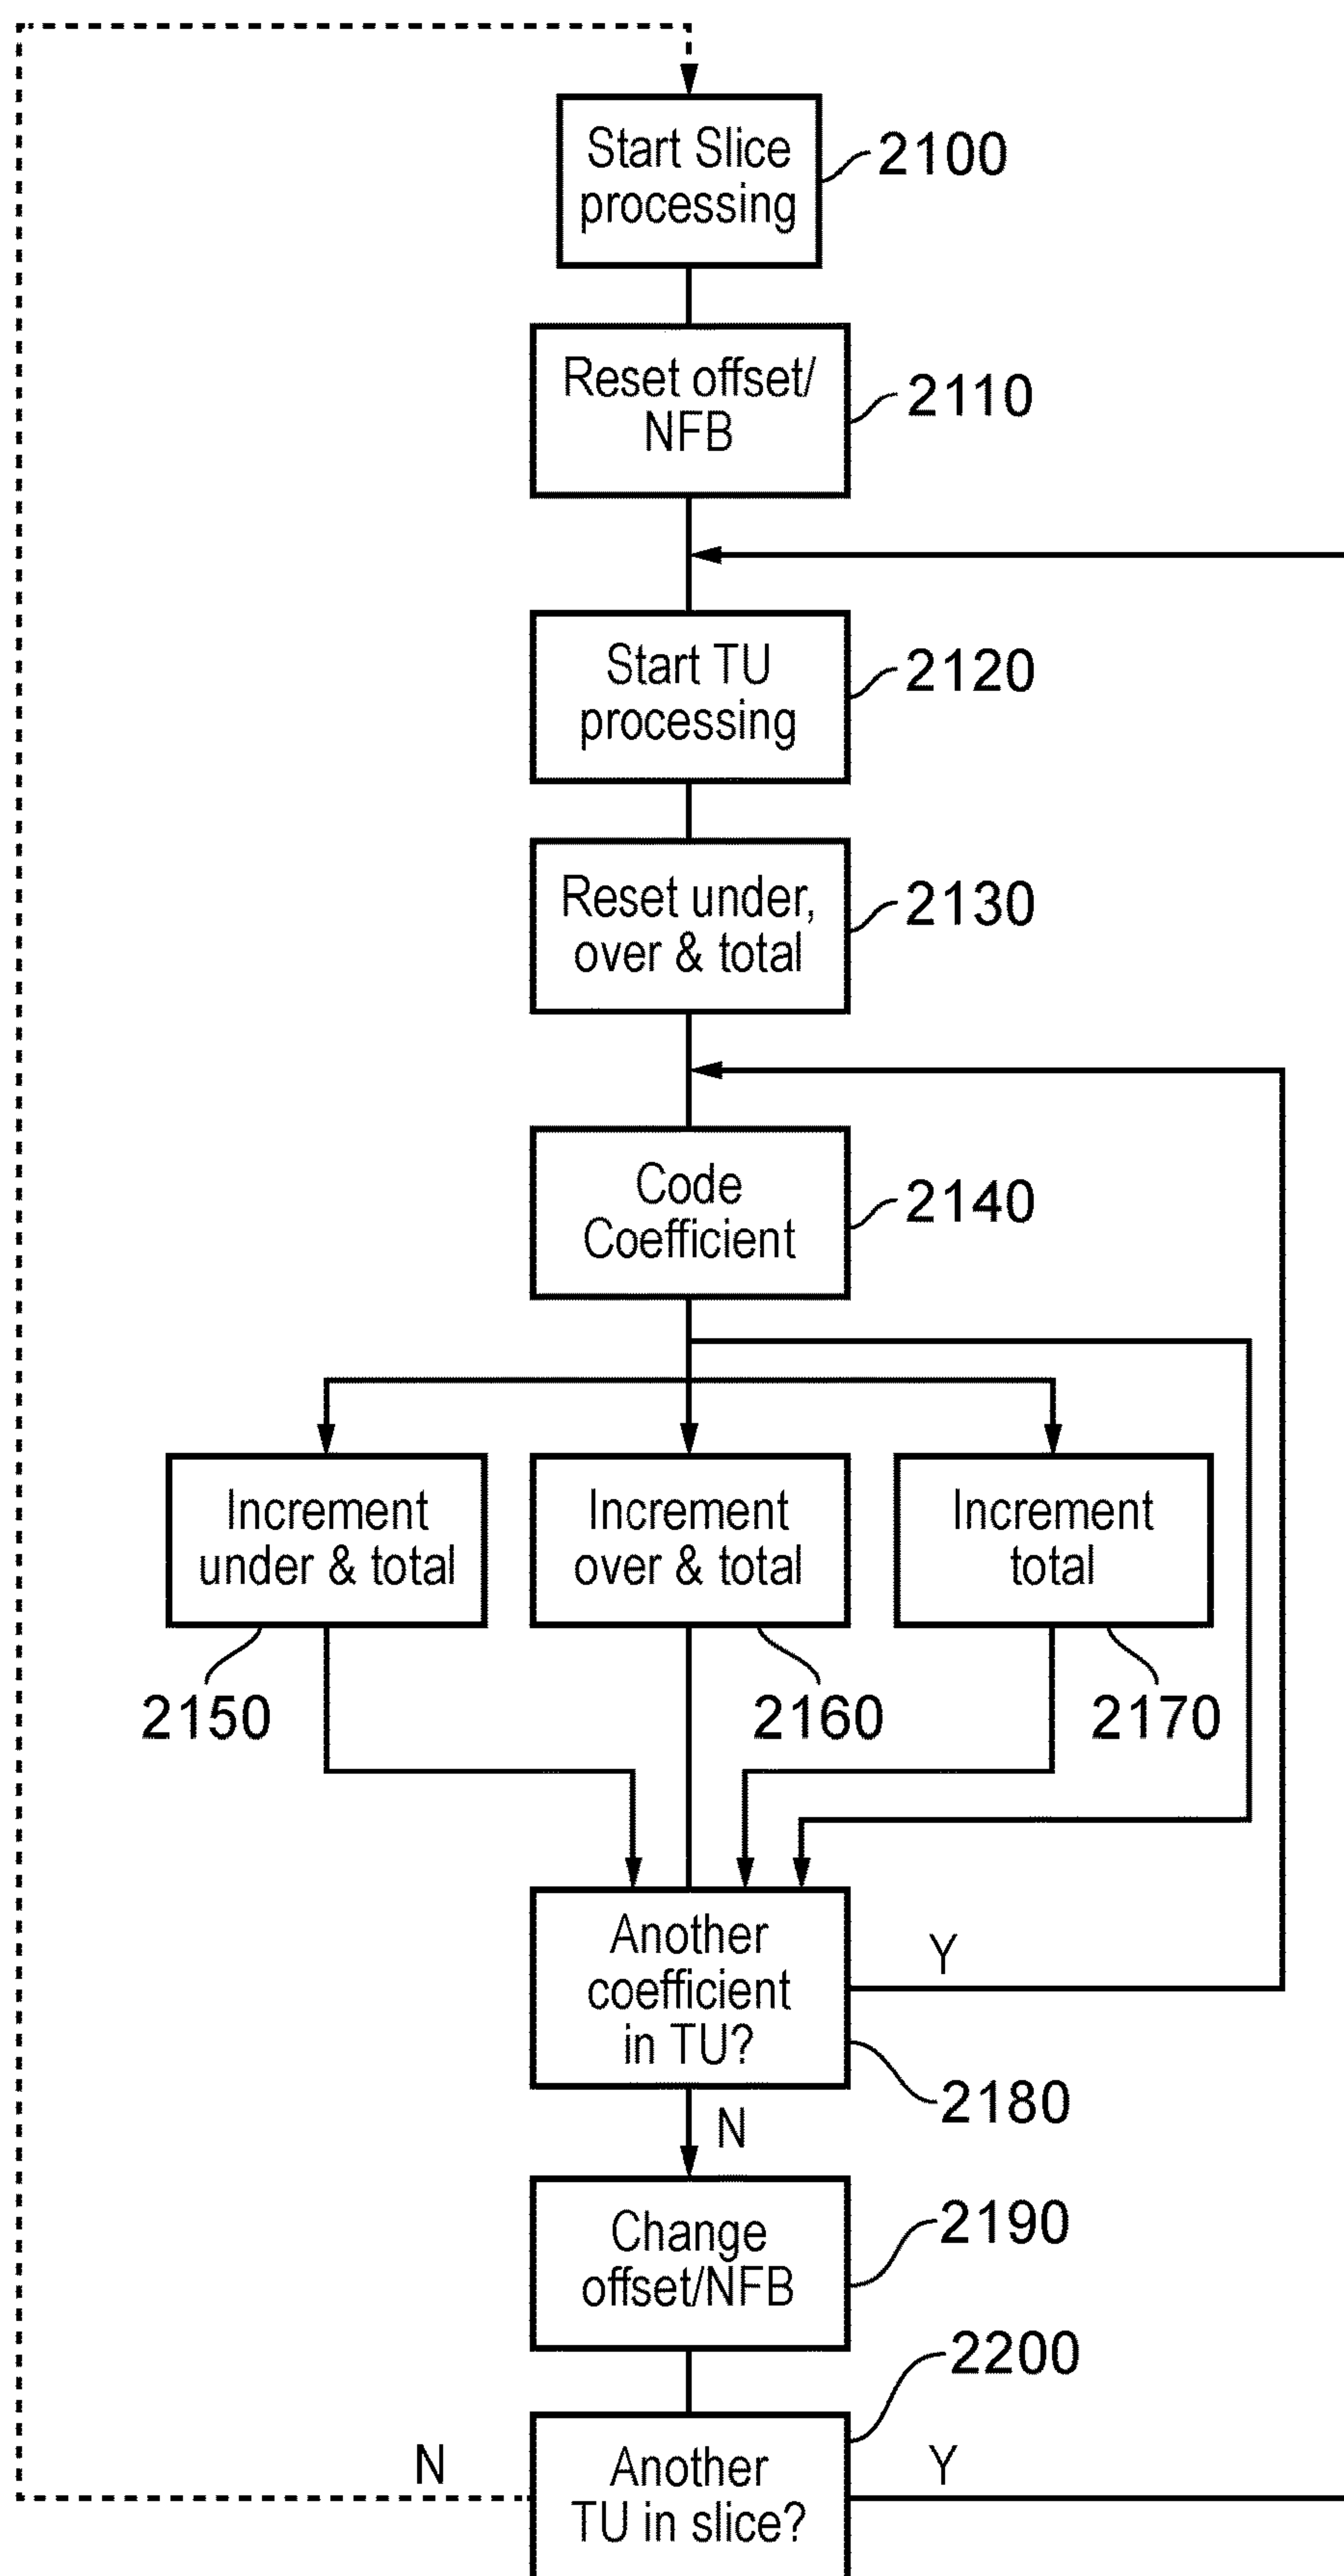 Start Slice
processing
2100
Reset offset/
NFB
2110
Start TU
processing
2120
Reset under,
over & total
2130
Code
Coefficient
2140
Increment
under & total
Increment
over & total
Increment
total
2150
2160
2170
Another
coefficient
in TU?
Y
2180
N
Change
offset/NFB
2190
2200
N
Another
TU in slice?
Y